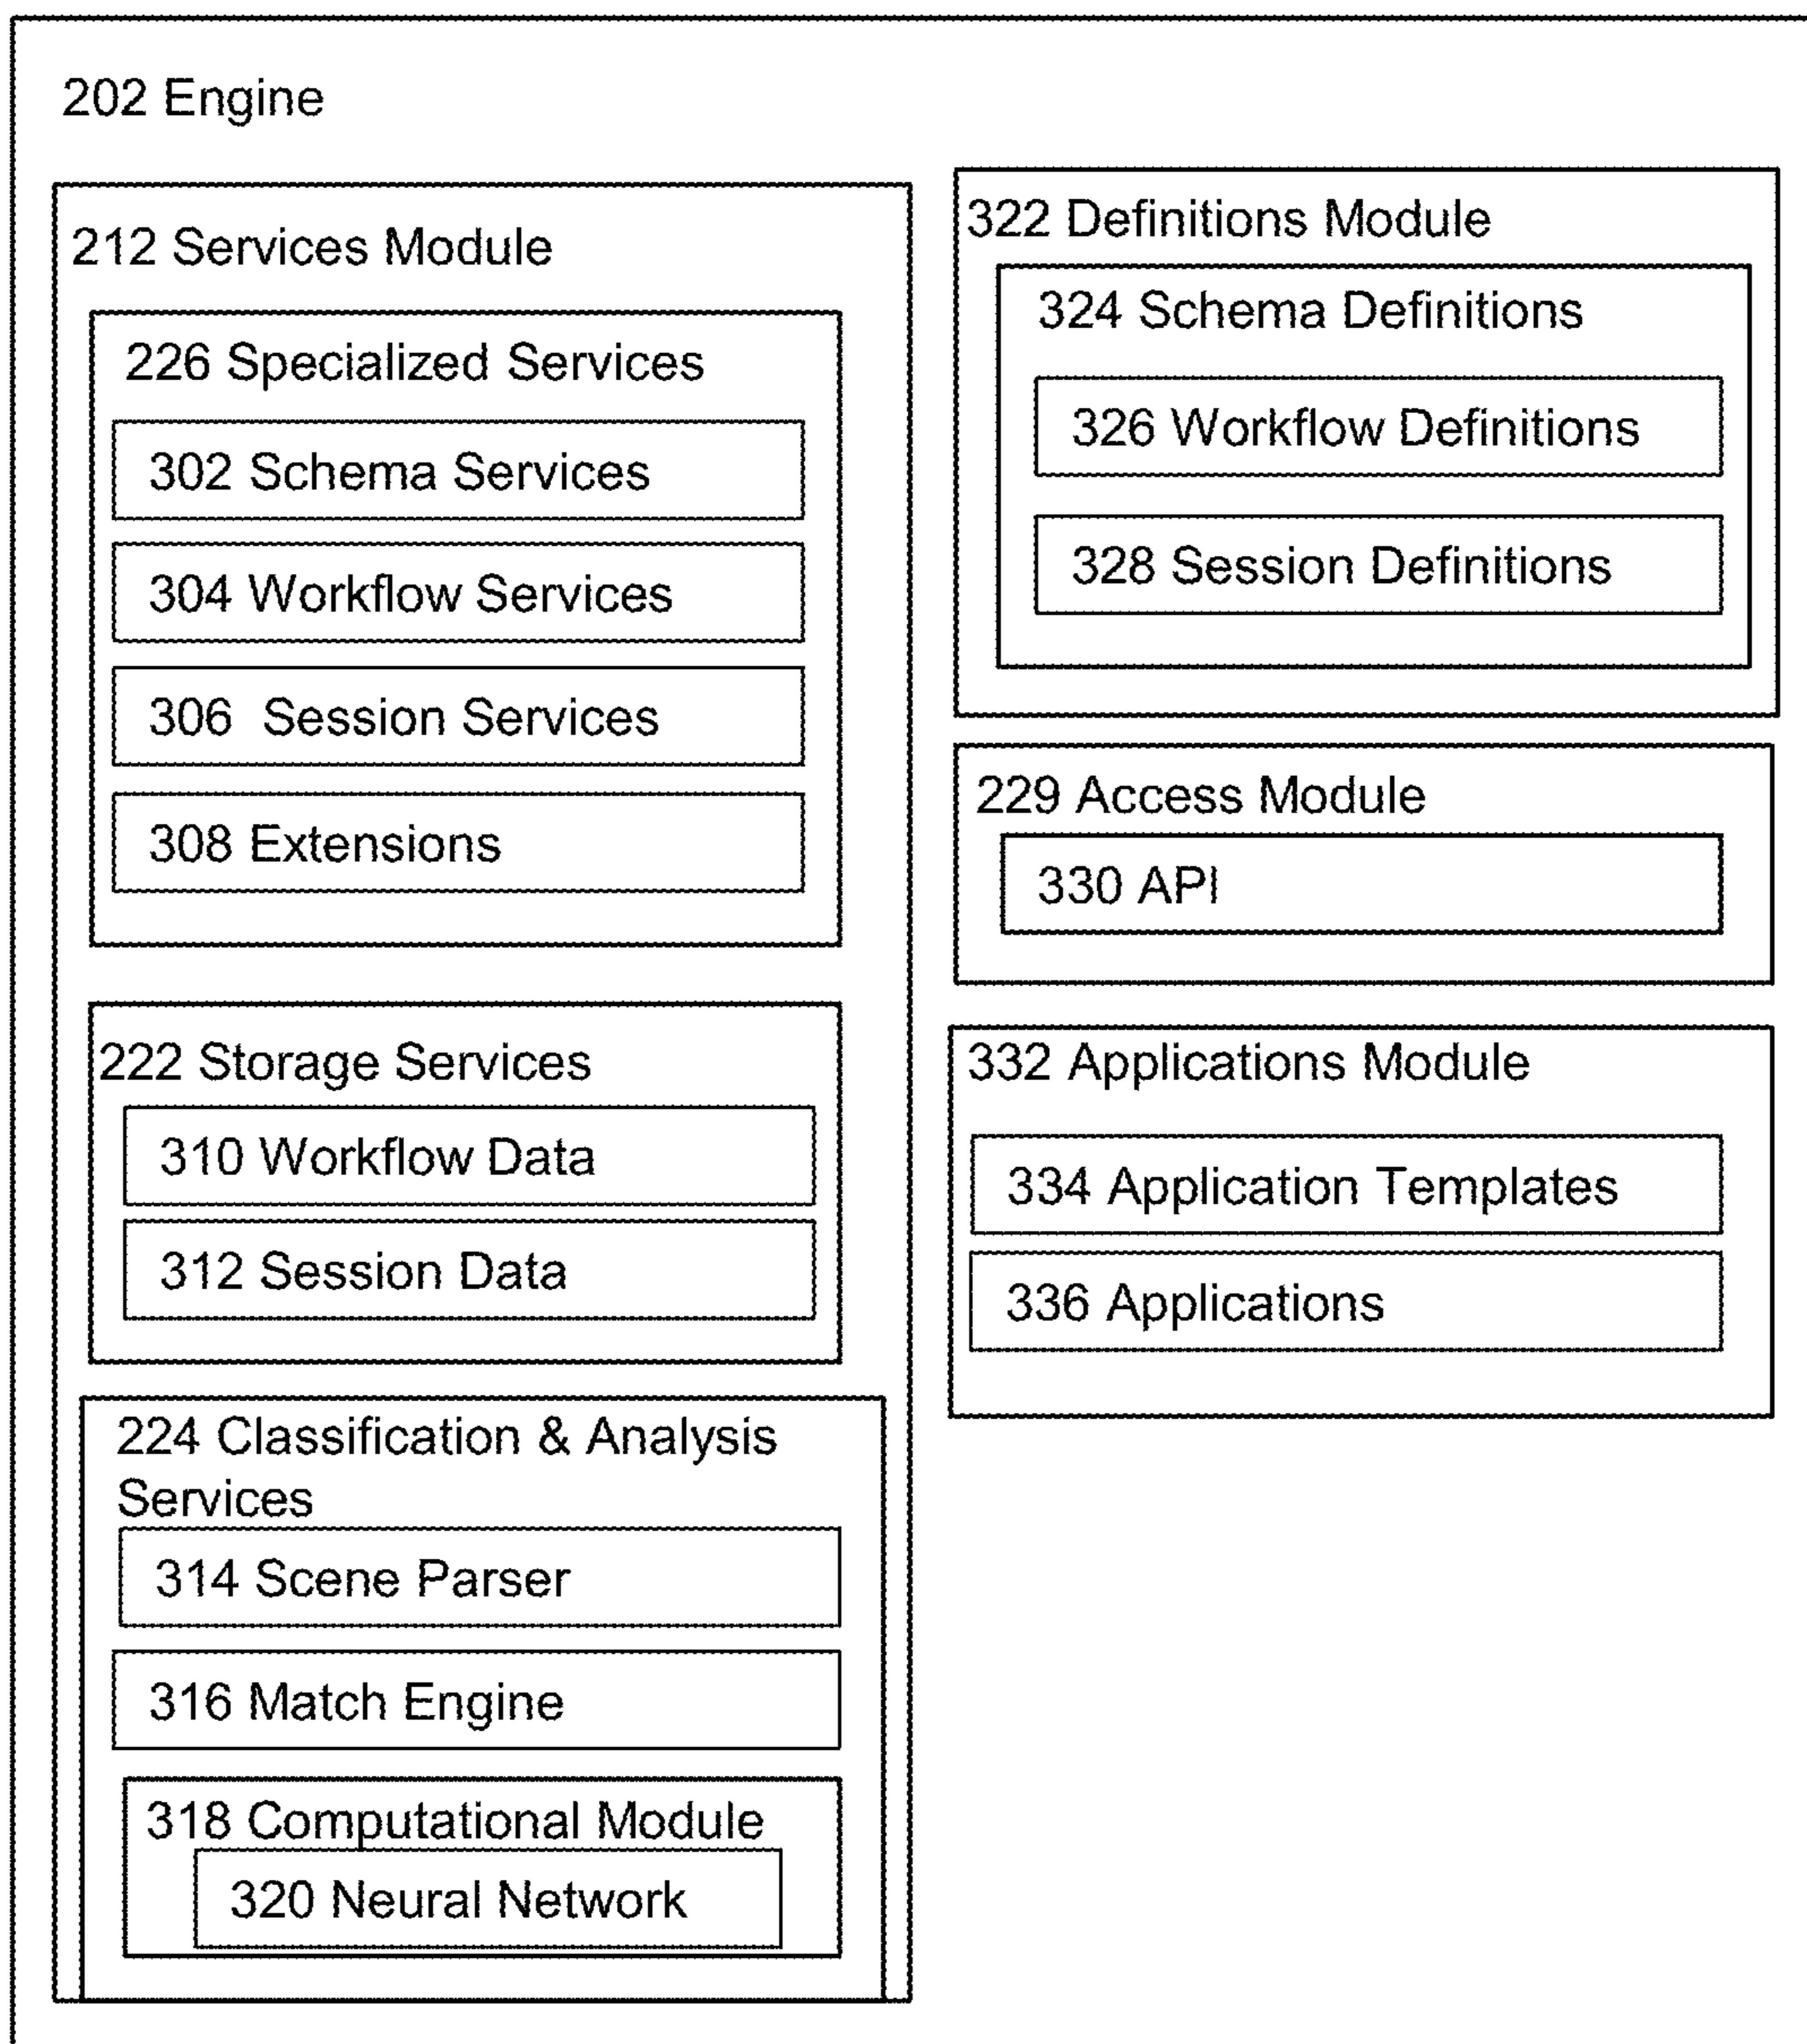 202 Engine
212 Services Module
226 Specialized Services
302 Schema Services
304 Workflow Services
306 Session Services
308 Extensions
222 Storage Services
310 Workflow Data
312 Session Data
224 Classification & Analysis
Services
314 Scene Parser
316 Match Engine
318 Computational Module
320 Neural Network
322 Definitions Module
324 Schema Definitions
326 Workflow Definitions
328 Session Definitions
229 Access Module
330 API
332 Applications Module
334 Application Templates
336 Applications